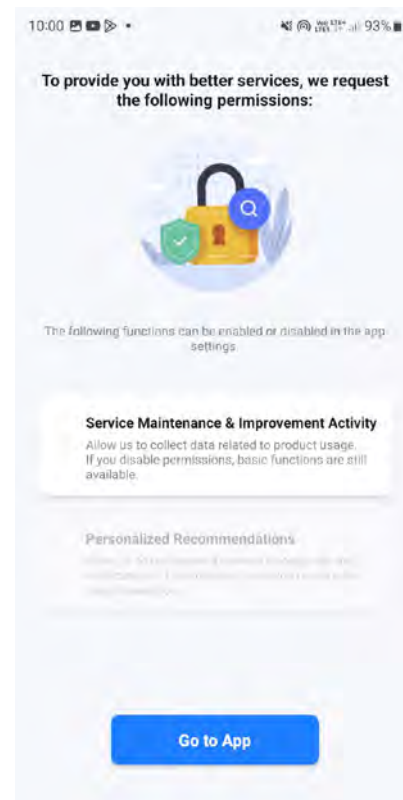 10:00
93%
To provide you with better services, we request
the following permissions:
The following functions can be enabled or disabled in the app
settings
Service Maintenance & Improvement Activity
Allow us to collect data related to product usage.
If you disable permissions, basic functions are still
available.
Personalized Recommendations
Go to App